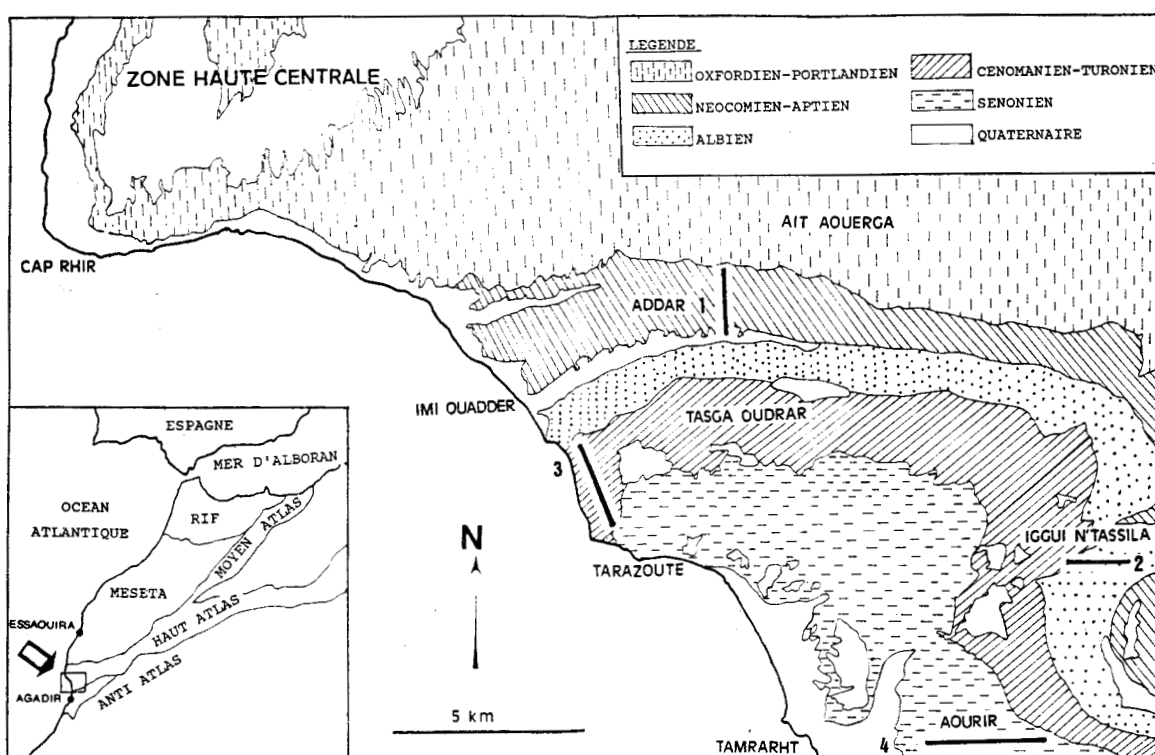 ZONE HAUTE CENTRALE
LEGENDE
OXFORDIEN-PORTLANDIEN
NEOCOMIEN-APTIEN
ALBIEN
CENOMANIEN-TURONIEN
SENONIEN
QUATERNAIRE
AIT AOUERGA
CAP RHIR
ADDAR 1
IMI OUADDER
TASGA OUDRAR
3
IGGUI N'TASSILA
2
TARAZOUTE
N
5 km
AOURIR
TAMRARHT
4
ESPAGNE
MER D'ALBORAN
OCEAN
ATLANTIQUE
RIF
MOYEN ATLAS
MESETA
HAUT ATLAS
ESSAOUIRA
ANTI ATLAS
AGADIR